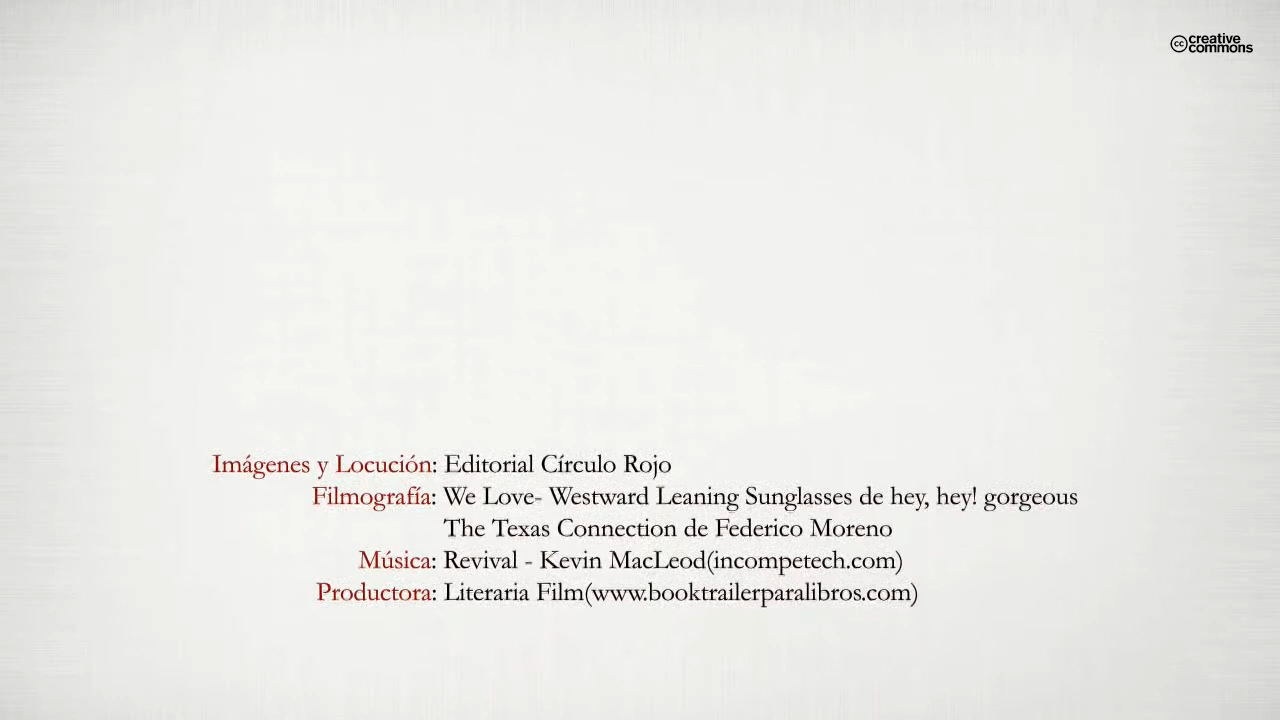 creative
commons
Imágenes y Locución: Editorial Círculo Rojo
Filmografía: We Love- Westward Leaning Sunglasses de hey, hey! gorgeous
The Texas Connection de Federico Moreno
Música: Revival - Kevin MacLeod(incompetech.com)
Productora: Literaria Film(www.booktrailerparalibros.com)